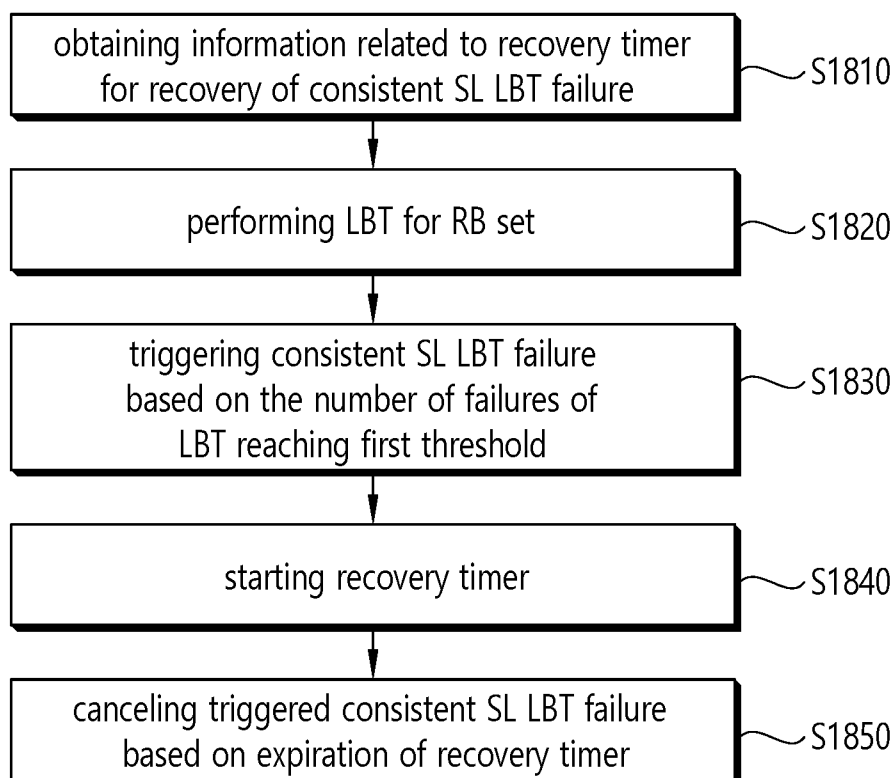 obtaining information related to recovery timer
for recovery of consistent SL LBT failure
S1810
performing LBT for RB set
S1820
triggering consistent SL LBT failure
based on the number of failures of
LBT reaching first threshold
S1830
starting recovery timer
S1840
canceling triggered consistent SL LBT failure
based on expiration of recovery timer
S1850